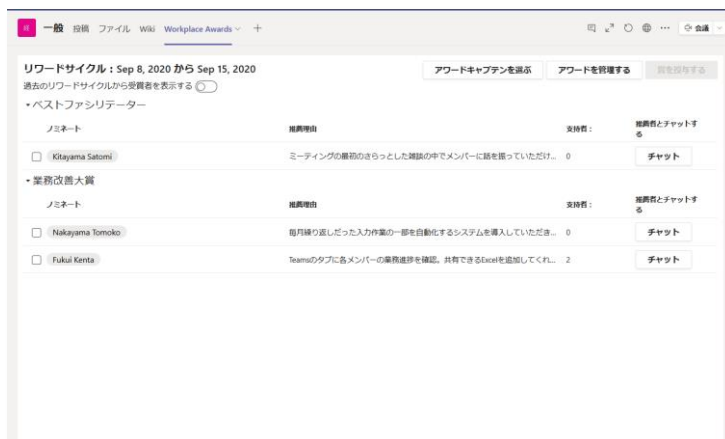 一般 投稿 ファイル Wiki Workplace Awards
会議
リワードサイクル：Sep 8, 2020 から Sep 15, 2020
アワードキャプテンを選ぶ アワードを管理する 賞を授与する
過去のリワードサイクルから受賞者を表示する
ベストファシリテーター
ノミネート 推薦理由 支持者： 推薦者とチャットする
Kitayama Satomi ミーティングの最初のさらっとした雑談の中でメンバーに話を振っていただけ... 0 チャット
業務改善大賞
ノミネート 推薦理由 支持者： 推薦者とチャットする
Nakayama Tomoko 毎月繰り返しだった入力作業の一部を自動化するシステムを導入していただき... 0 チャット
Fukui Kenta Teamsのタブに各メンバーの業務進捗を確認。共有できるExcelを追加してくれ... 2 チャット